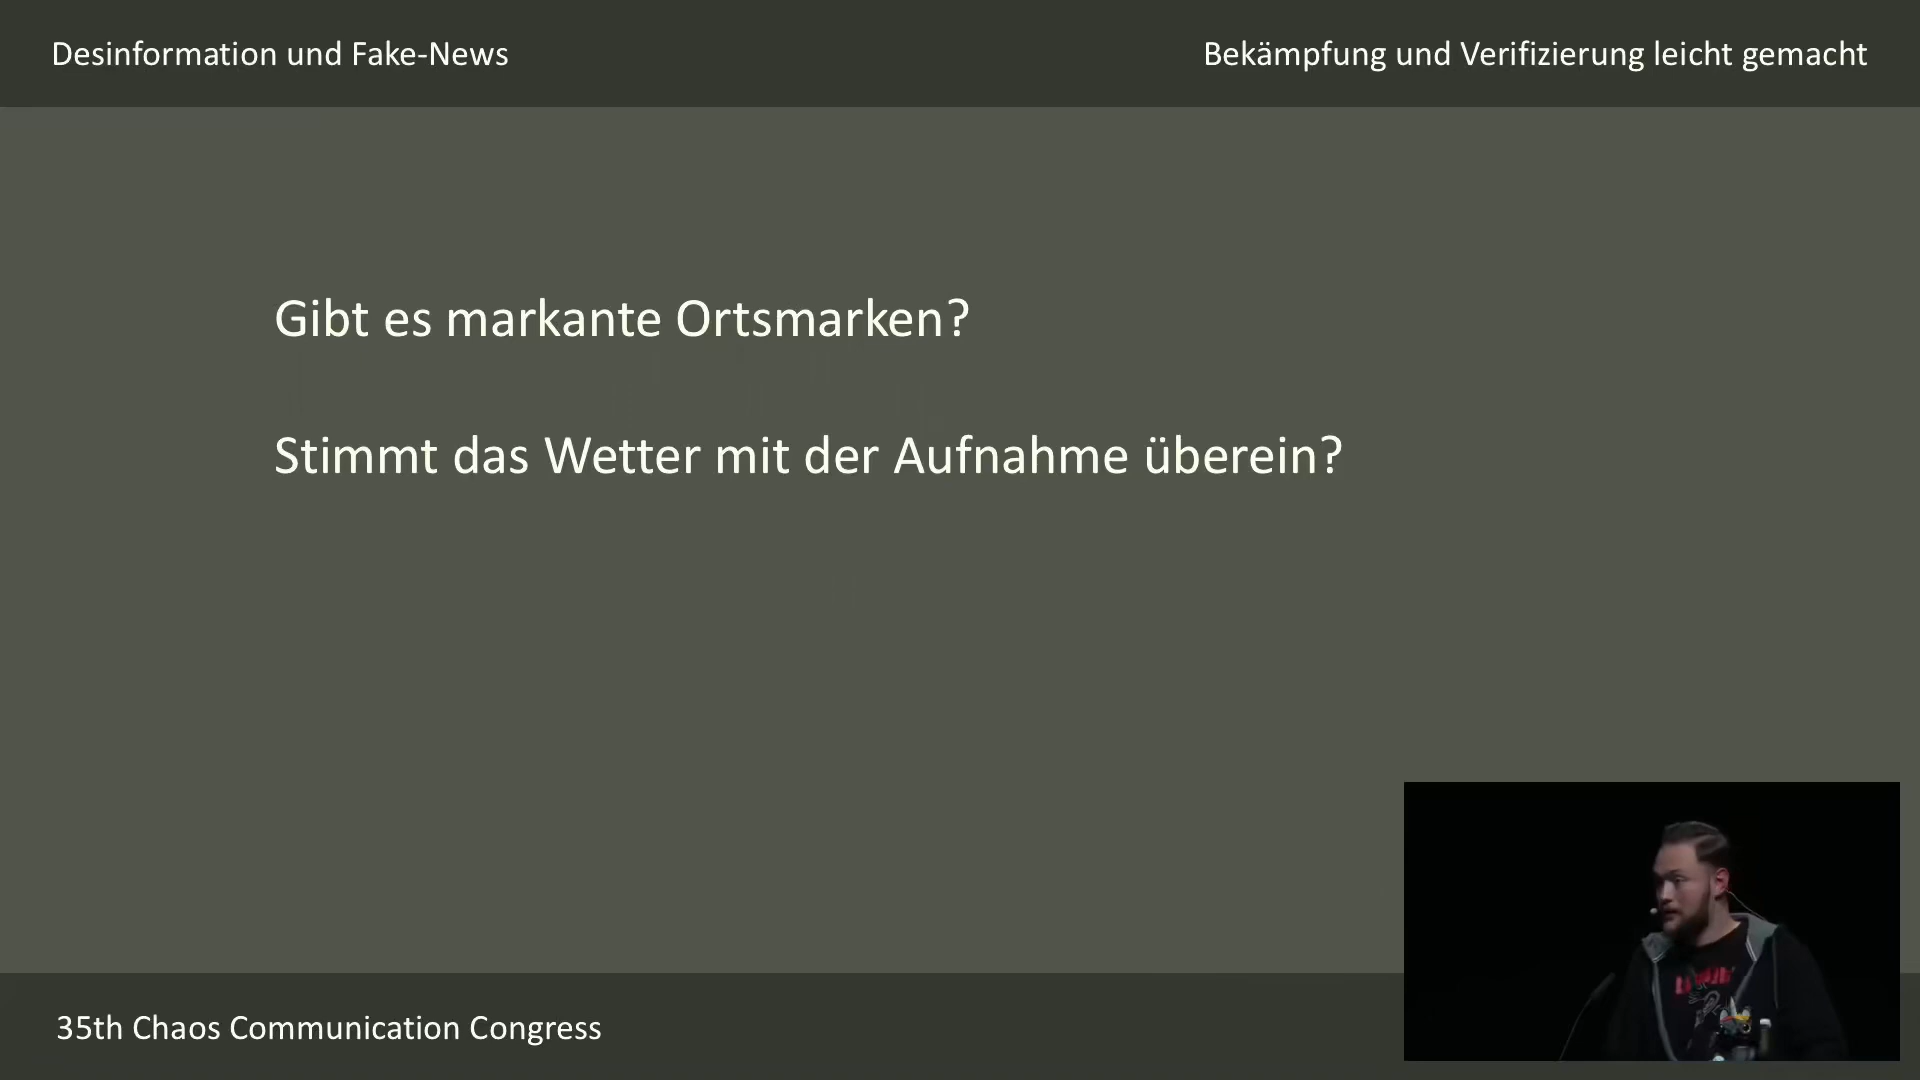 Desinformation und Fake-News
Bekämpfung und Verifizierung leicht gemacht
Gibt es markante Ortsmarken?
Stimmt das Wetter mit der Aufnahme überein?
35th Chaos Communication Congress